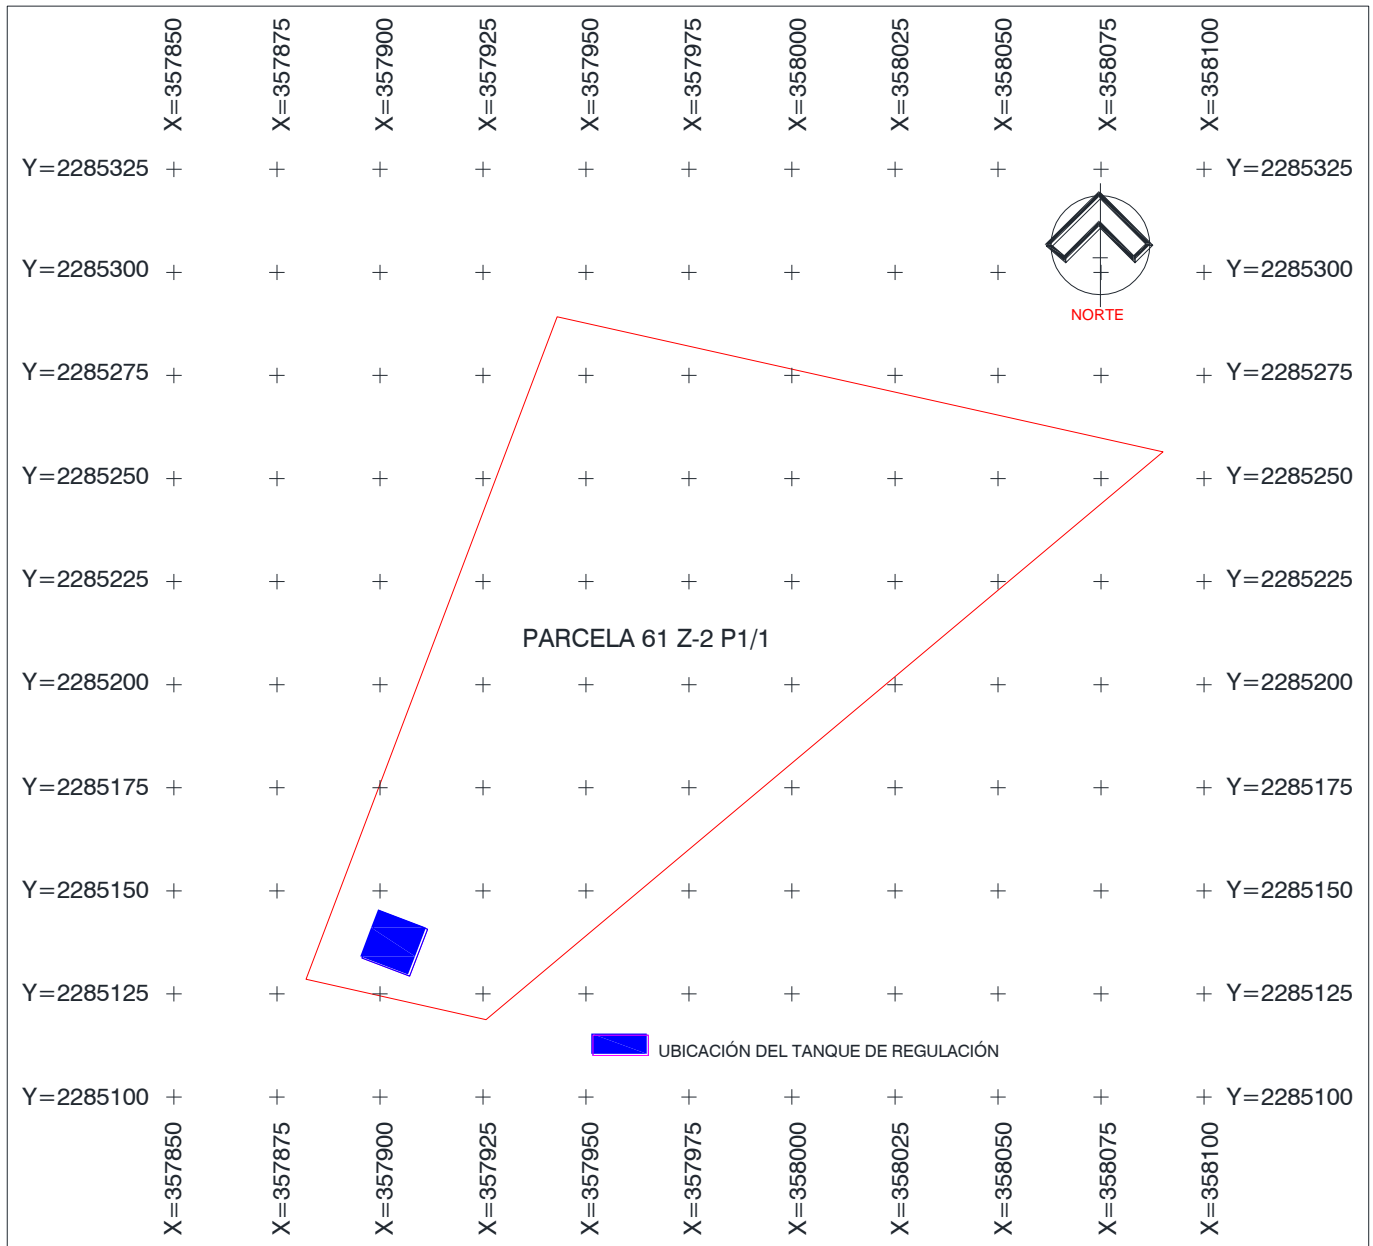 X=357850 X=357875 X=357900 X=357925 X=357950 X=357975 X=358000 X=358025 X=358050 X=358075 X=358100
Y=2285325 Y=2285325
Y=2285300 Y=2285300
NORTE
Y=2285275 Y=2285275
Y=2285250 Y=2285250
Y=2285225 Y=2285225
PARCELA 61 Z-2 P1/1
Y=2285200 Y=2285200
Y=2285175 Y=2285175
Y=2285150 Y=2285150
Y=2285125 Y=2285125
UBICACIÓN DEL TANQUE DE REGULACIÓN
Y=2285100 Y=2285100
X=357850 X=357875 X=357900 X=357925 X=357950 X=357975 X=358000 X=358025 X=358050 X=358075 X=358100